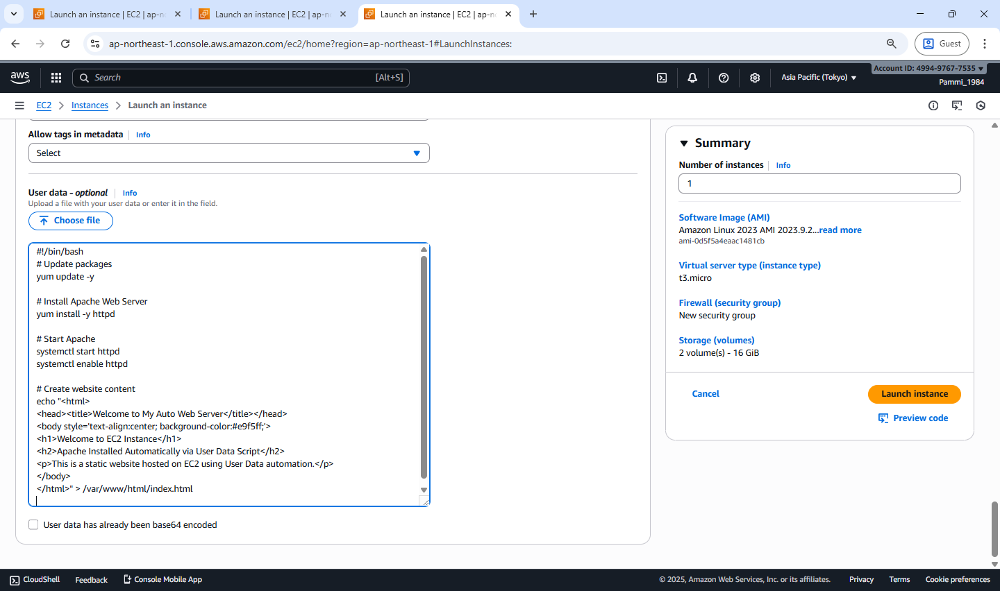 Launch an instance | EC2 | ap-n
Launch an instance | EC2 | ap-n
Launch an instance | EC2 | ap-n
ap-northeast-1.console.aws.amazon.com/ec2/home?region=ap-northeast-1#LaunchInstances:
Guest
aws
Search
[Alt+S]
Asia Pacific (Tokyo)
Account ID: 4994-9767-7535
Pammi_1984
EC2
Instances
Launch an instance
Allow tags in metadata
Info
Select
User data - optional
Info
Upload a file with your user data or enter it in the field.
Choose file
#!/bin/bash
# Update packages
yum update -y
# Install Apache Web Server
yum install -y httpd
# Start Apache
systemctl start httpd
systemctl enable httpd
# Create website content
echo "<html>
<head><title>Welcome to My Auto Web Server</title></head>
<body style='text-align:center; background-color:#e9f5ff;'>
<h1>Welcome to EC2 Instance</h1>
<h2>Apache Installed Automatically via User Data Script</h2>
<p>This is a static website hosted on EC2 using User Data automation.</p>
</body>
</html>" > /var/www/html/index.html
User data has already been base64 encoded
Summary
Number of instances
Info
1
Software Image (AMI)
Amazon Linux 2023 AMI 2023.9.2...read more
ami-0d5f5a4eaac1481cb
Virtual server type (instance type)
t3.micro
Firewall (security group)
New security group
Storage (volumes)
2 volume(s) - 16 GiB
Cancel
Launch instance
Preview code
CloudShell
Feedback
Console Mobile App
© 2025, Amazon Web Services, Inc. or its affiliates.
Privacy
Terms
Cookie preferences